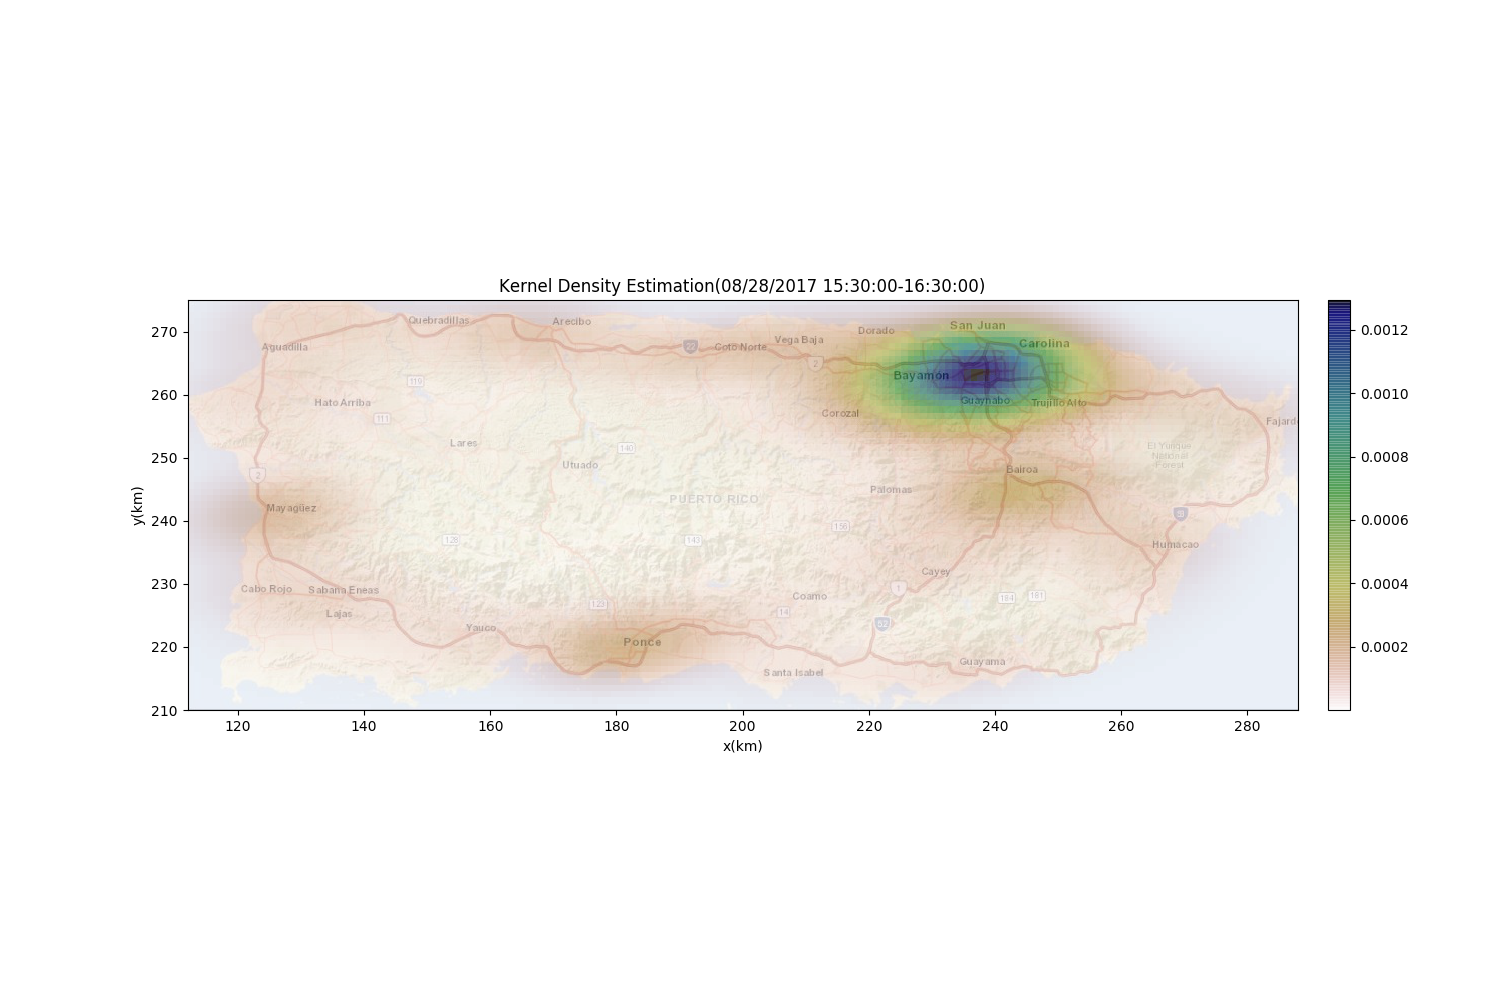 Kernel Density Estimation(08/28/2017 15:30:00-16:30:00)
270
260
250
240
230
220
210
y(km)
120
140
160
180
200
220
240
260
280
x(km)
0.00012
0.0010
0.0008
0.0006
0.0004
0.0002
Quebradillas
Arecibo
San Juan
Dorado
Aguadilla
Coto Norte
Vega Baja
Carolina
22
2
Bayamon
119
Hato Arriba
111
Guaynabo
Trujillo Alto
Corozal
Fajard
Lares
140
El Yunque
National
Forest
Utuado
Bairoa
2
Palomas
PUERTO RICO
Mayagüez
156
53
128
143
Humacao
Cayey
Cabo Rojo
Sabana Eneas
1
Coamo
184
181
123
Lajas
14
Yauco
52
Ponce
Guayama
Santa Isabel